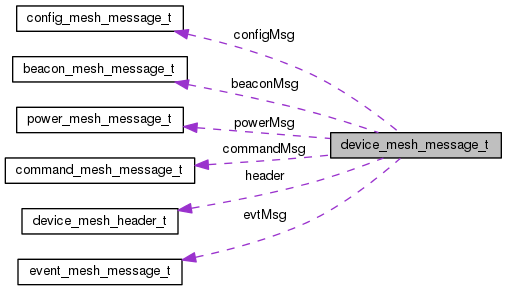 config_mesh_message_t
configMsg
beacon_mesh_message_t
beaconMsg
power_mesh_message_t
powerMsg
device_mesh_message_t
commandMsg
command_mesh_message_t
header
device_mesh_header_t
evtMsg
event_mesh_message_t